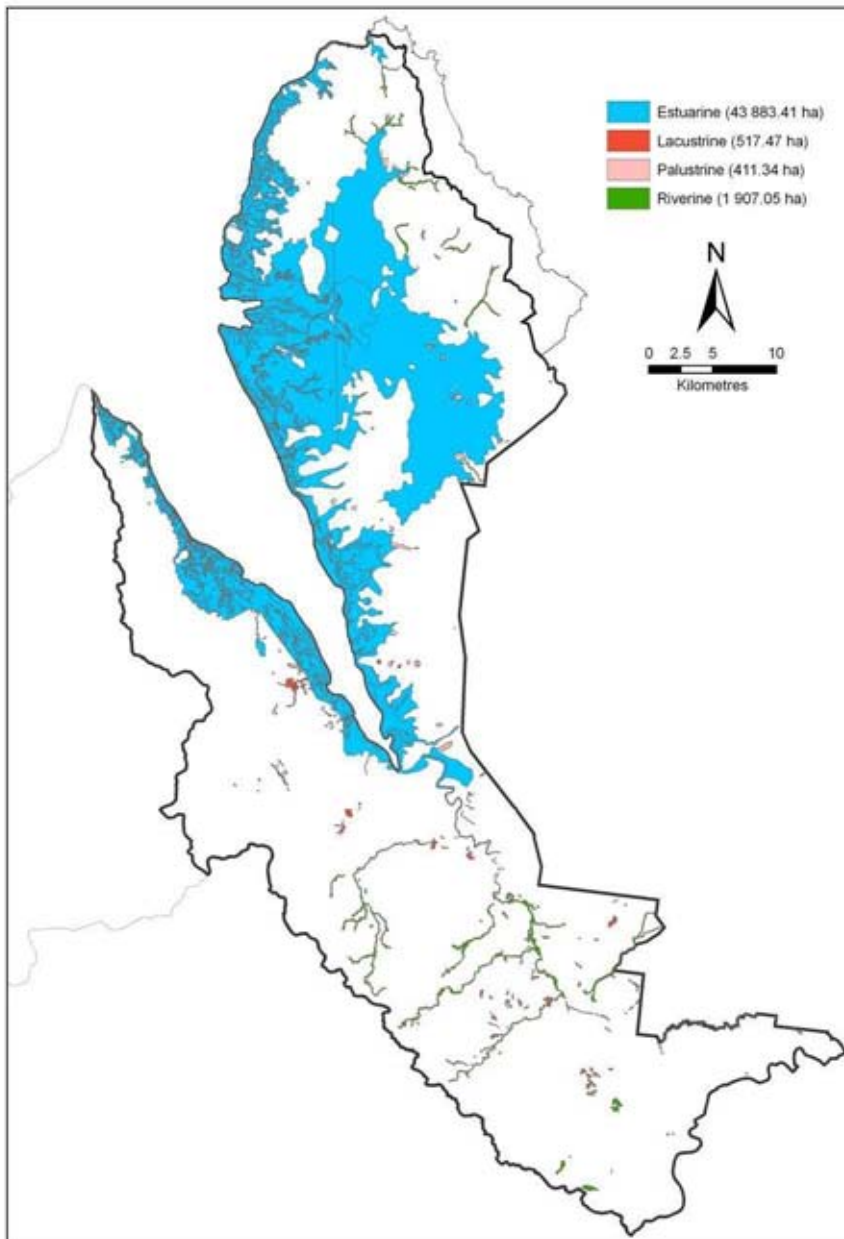 Estuarine (43 883.41 ha)
Lacustrine (517.47 ha)
Palustrine (411.34 ha)
Riverine (1 907.05 ha)
N
0 2.5 5 10
Kilometres